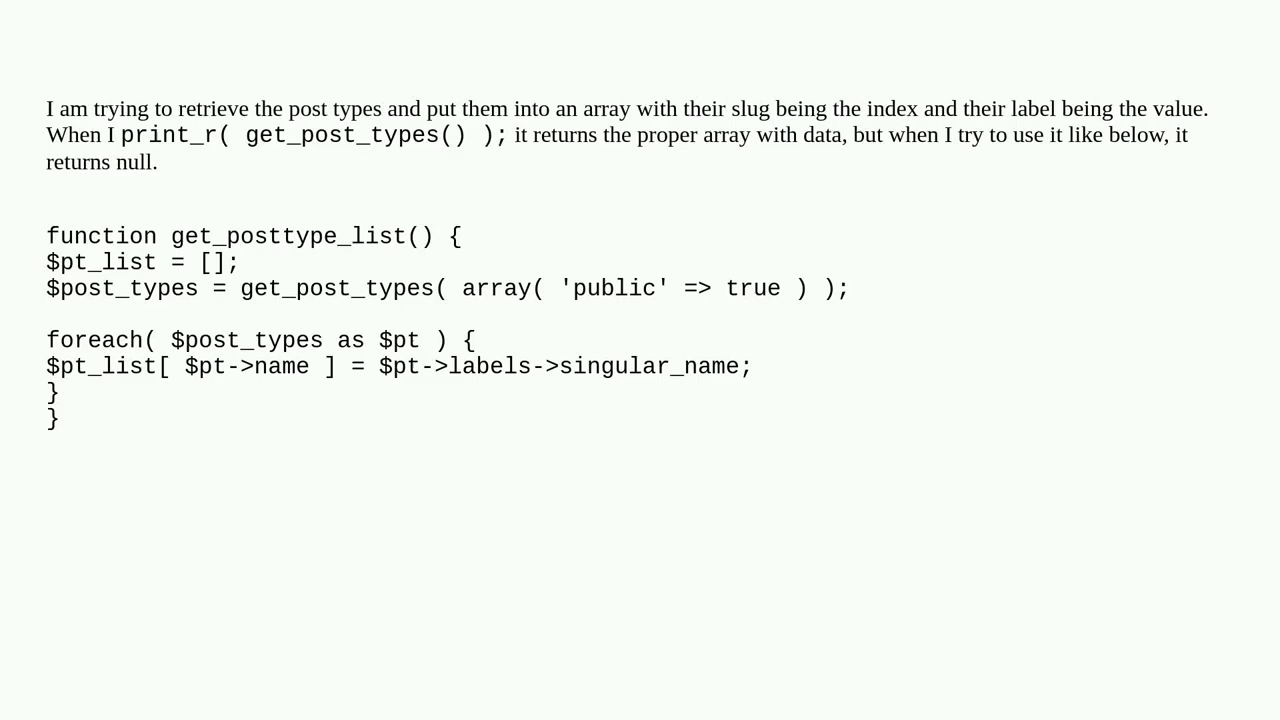 I am trying to retrieve the post types and put them into an array with their slug being the index and their label being the value.
When I print_r( get_post_types() ); it returns the proper array with data, but when I try to use it like below, it
returns null.
function get_posttype_list() {
$pt_list = [];
$post_types = get_post_types( array( 'public' => true ) );
foreach( $post_types as $pt ) {
$pt_list[ $pt->name ] = $pt->labels->singular_name;
}
}